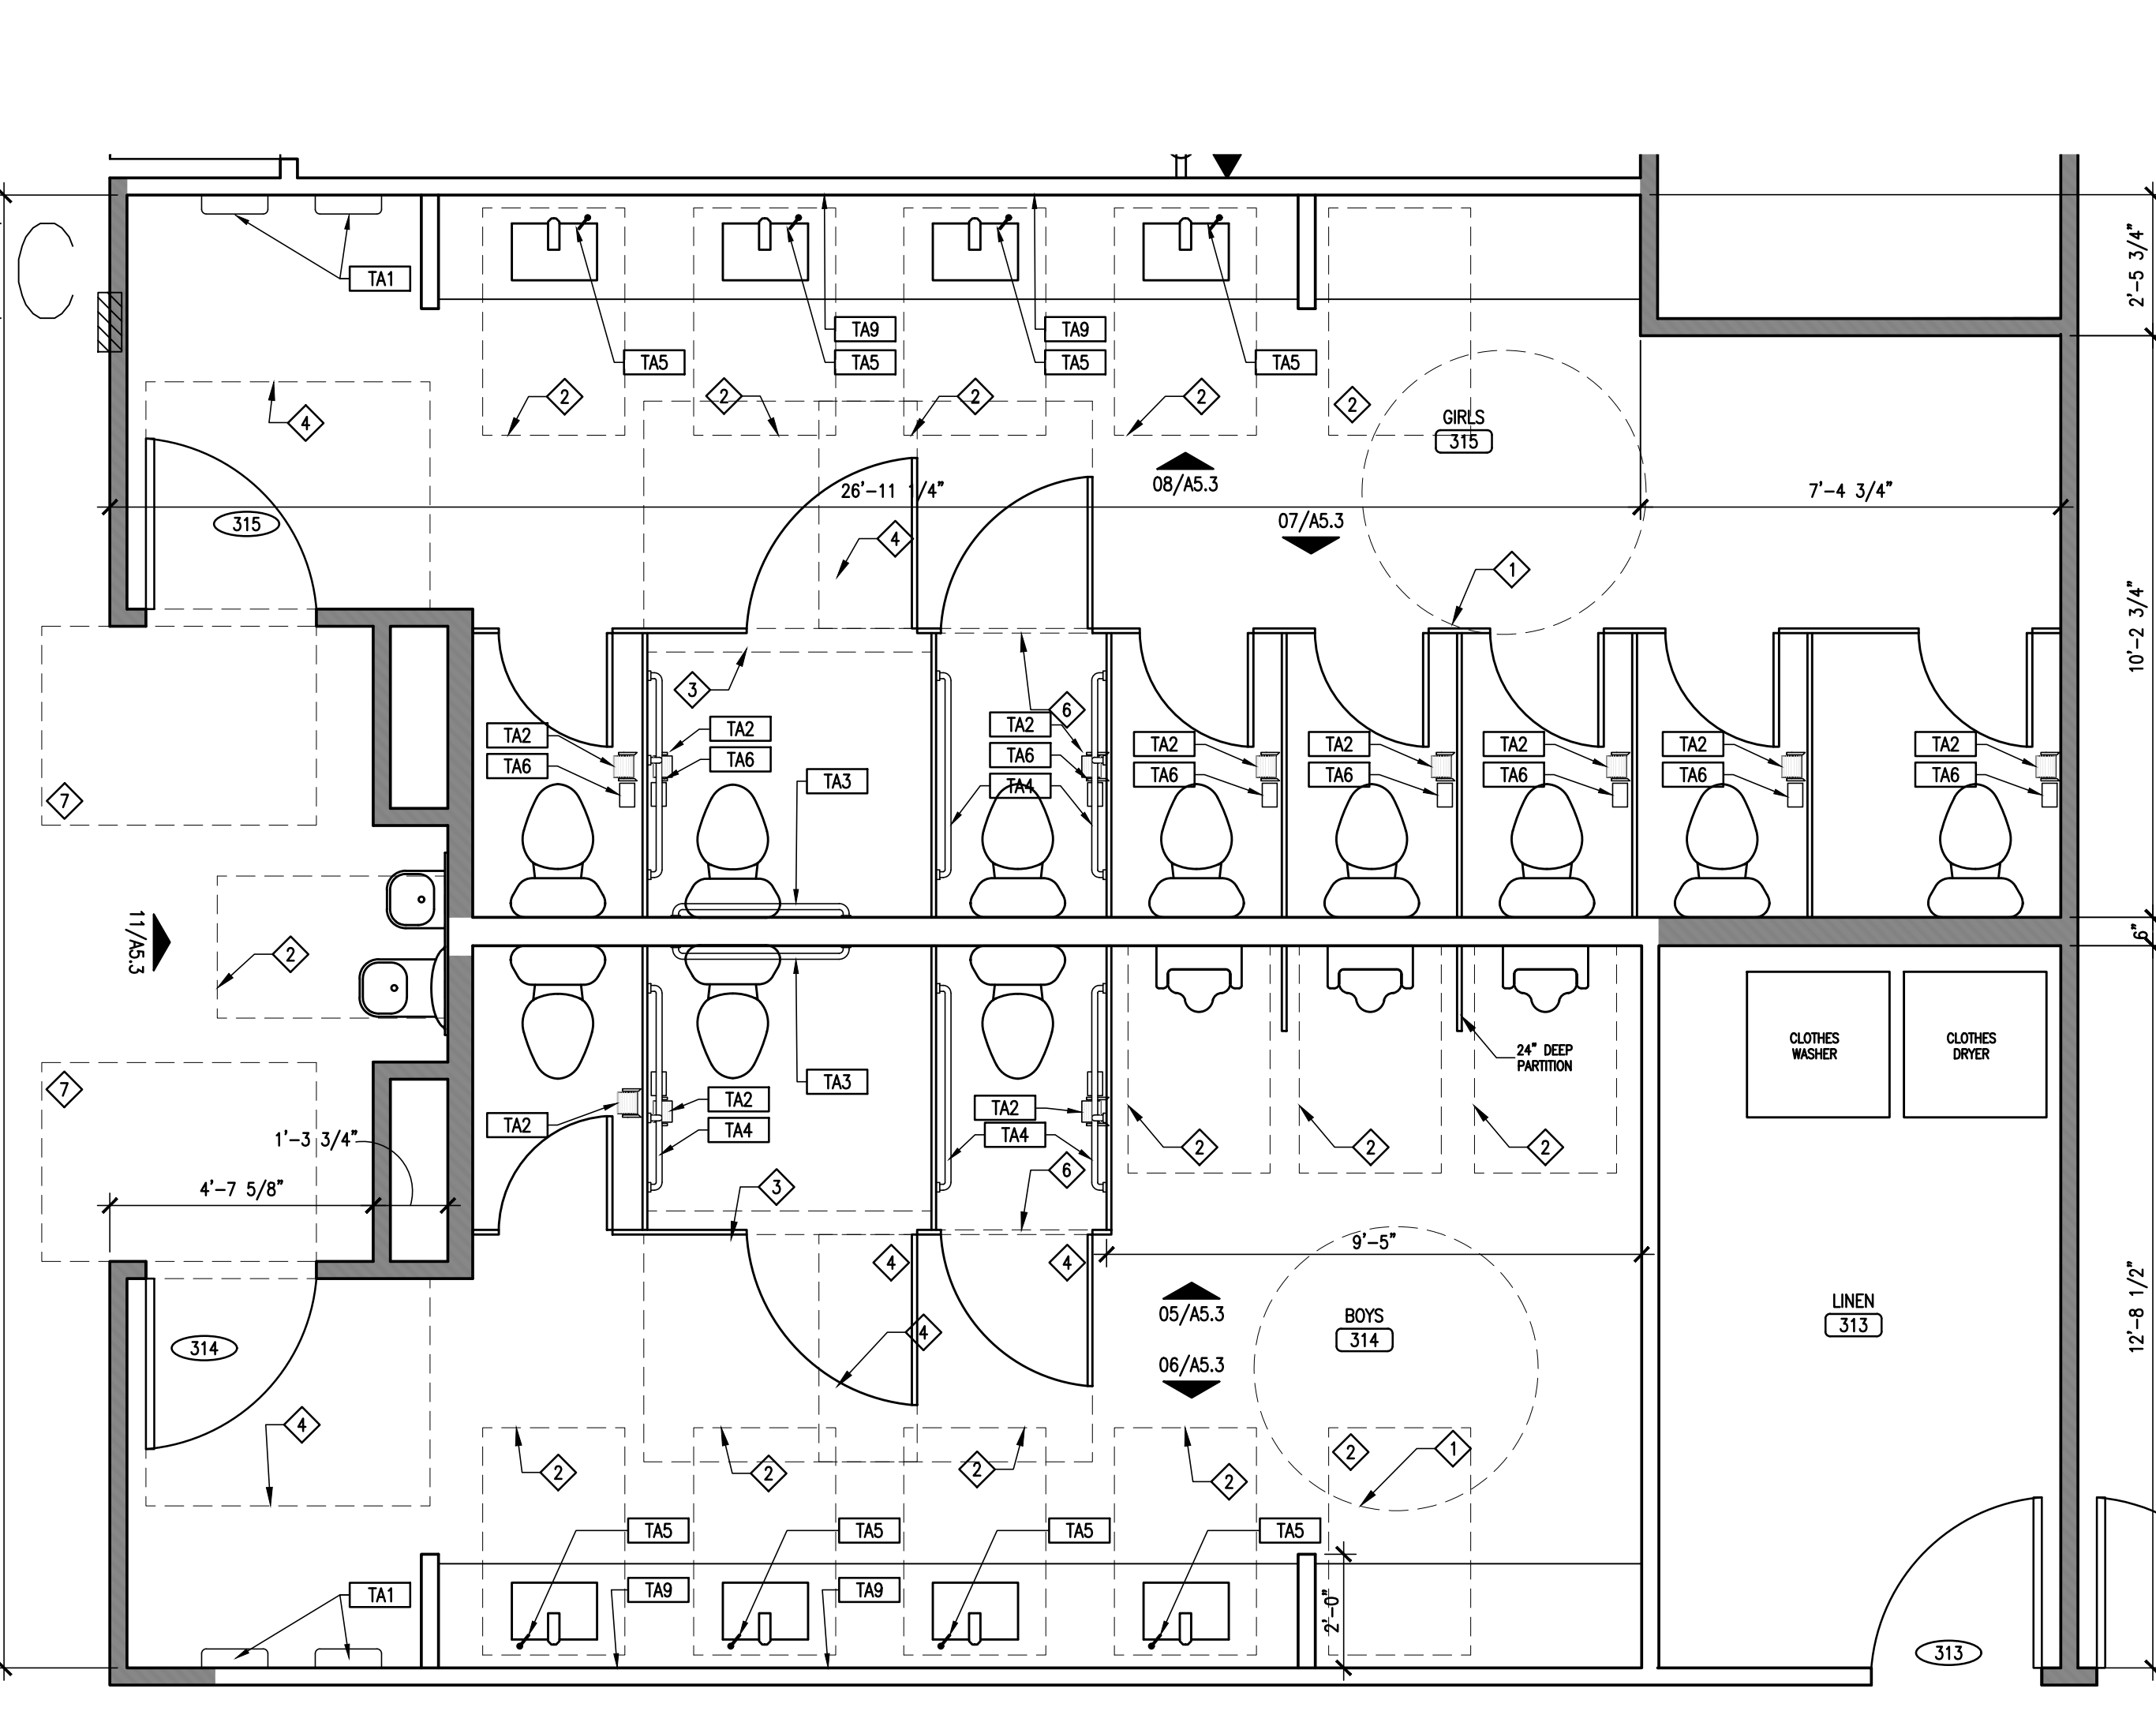 2'-5 3/4"
TA1
TA9
TA9
TA5
TA5
TA5
TA5
2
2
2
2
2
4
GIRLS
315
08/A5.3
26'-11 1/4"
7'-4 3/4"
315
07/A5.3
4
1
10'-2 3/4"
3
6
TA2
TA6
TA2
TA6
TA3
TA2
TA6
TA4
TA2
TA6
TA2
TA6
TA2
TA6
TA2
TA6
TA2
TA6
7
11/A5.3
2
6"
CLOTHES
WASHER
CLOTHES
DRYER
24" DEEP
PARTITION
7
TA3
TA2
TA2
TA4
TA2
TA4
2
2
2
1'-3 3/4"
4'-7 5/8"
3
6
9'-5"
4
4
4
05/A5.3
BOYS
314
LINEN
313
12'-8 1/2"
314
06/A5.3
4
2
2
2
2
2
1
TA5
TA5
TA5
TA5
TA1
TA9
TA9
2'-0"
313